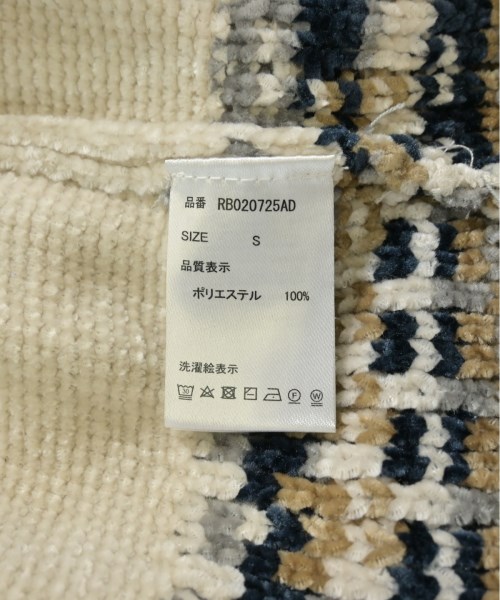 品番 RB020725AD
SIZE S
品質表示
ポリエステル 100%
洗濯絵表示
30 F W